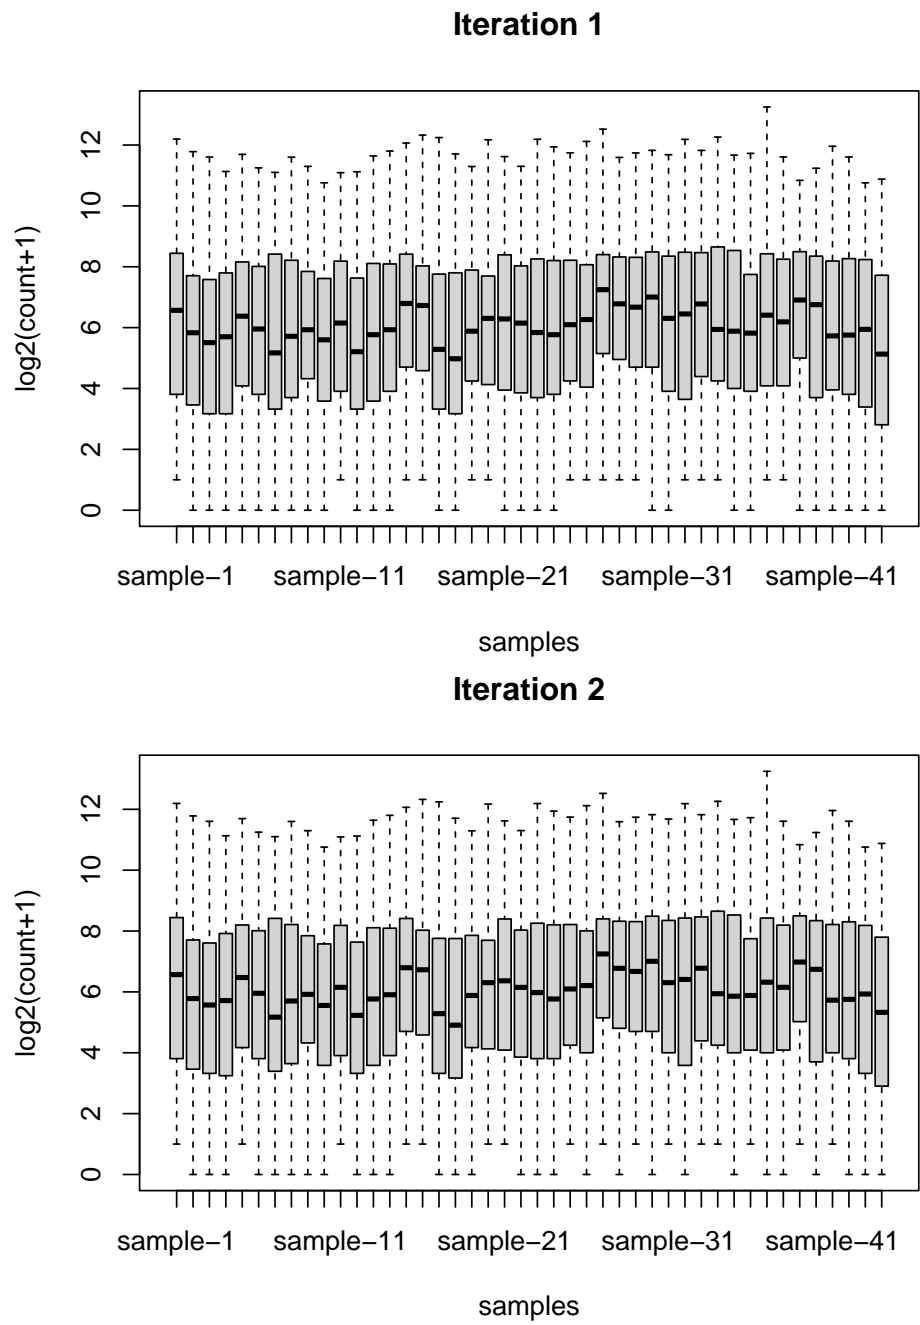 Iteration 1
log2(count+1)
12
10
8
6
4
2
0
sample−1 sample−11 sample−21 sample−31 sample−41
samples
Iteration 2
log2(count+1)
12
10
8
6
4
2
0
sample−1 sample−11 sample−21 sample−31 sample−41
samples